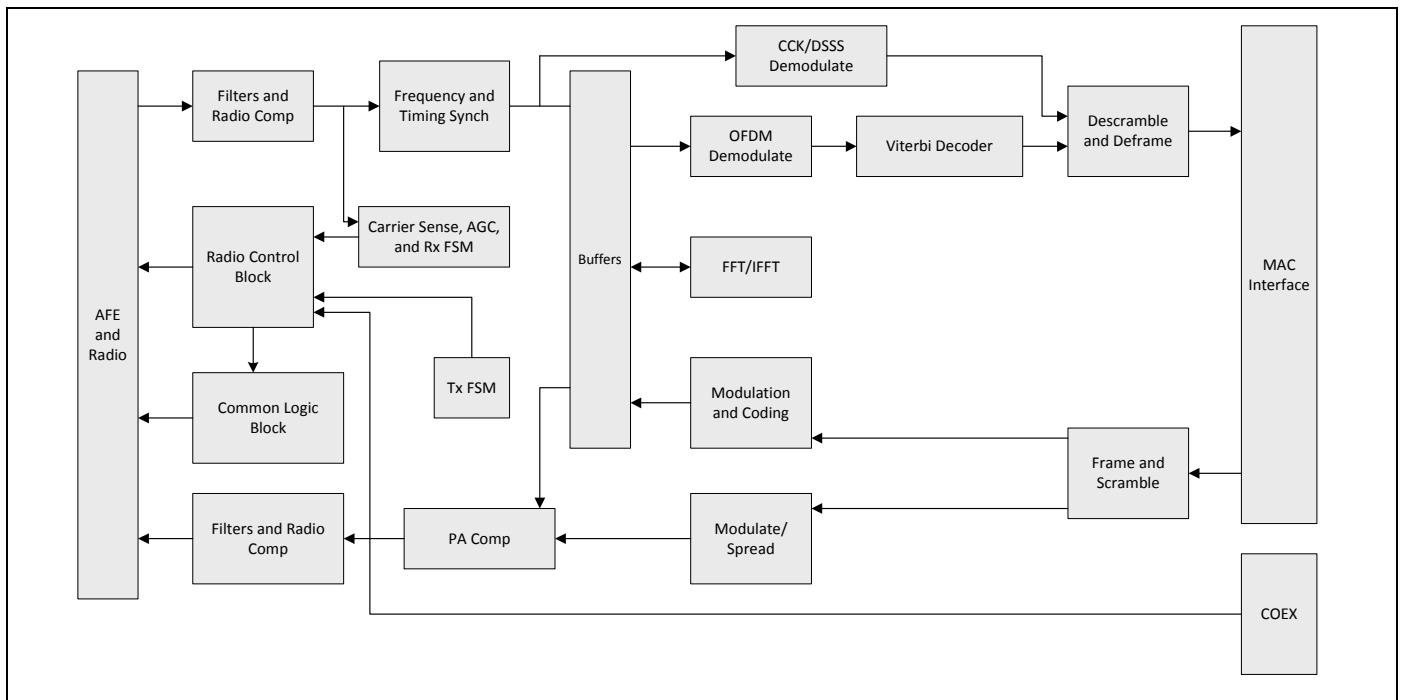 CCK/DSSS
Demodulate
Filters and
Radio Comp
Frequency and
Timing Synch
Descramble
and Deframe
OFDM
Demodulate
Viterbi Decoder
Carrier Sense, AGC,
and Rx FSM
Radio Control
Block
Buffers
FFT/IFFT
MAC
Interface
AFE
and
Radio
Tx FSM
Modulation
and Coding
Common Logic
Block
Frame and
Scramble
Filters and Radio
Comp
PA Comp
Modulate/
Spread
COEX